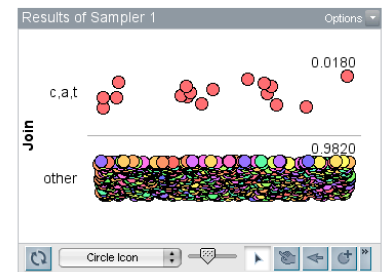 Results of Sampler 1
Options
0.0180
c,a,t
Join
0.9820
other
Circle Icon
»